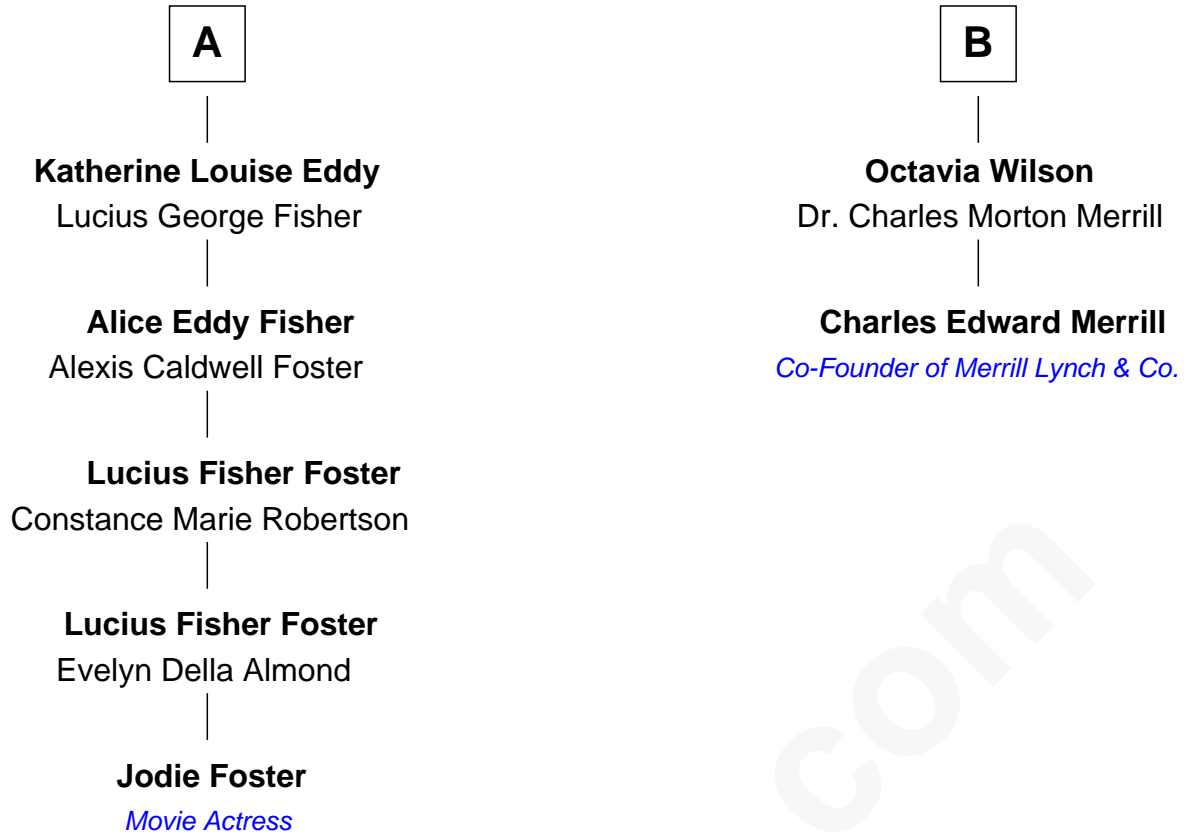 A
Katherine Louise Eddy
Lucius George Fisher
Alice Eddy Fisher
Alexis Caldwell Foster
Lucius Fisher Foster
Constance Marie Robertson
Lucius Fisher Foster
Evelyn Della Almond
Jodie Foster
Movie Actress
B
Octavia Wilson
Dr. Charles Morton Merrill
Charles Edward Merrill
Co-Founder of Merrill Lynch & Co.
com